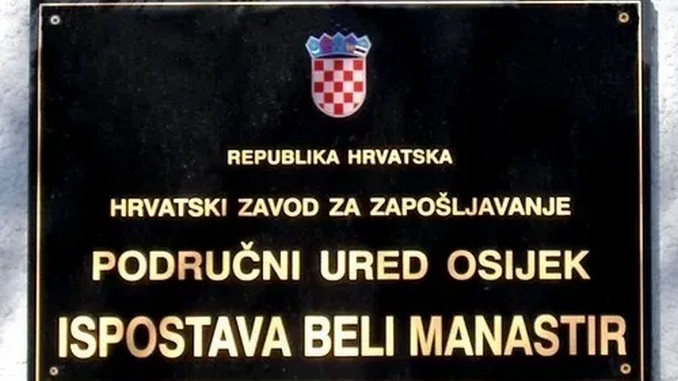 REPUBLIKA HRVATSKA
HRVATSKI ZAVOD ZA ZAPOŠLJAVANJE
PODRUČNI URED OSIJEK
ISPOSTAVA BELI MANASTIR